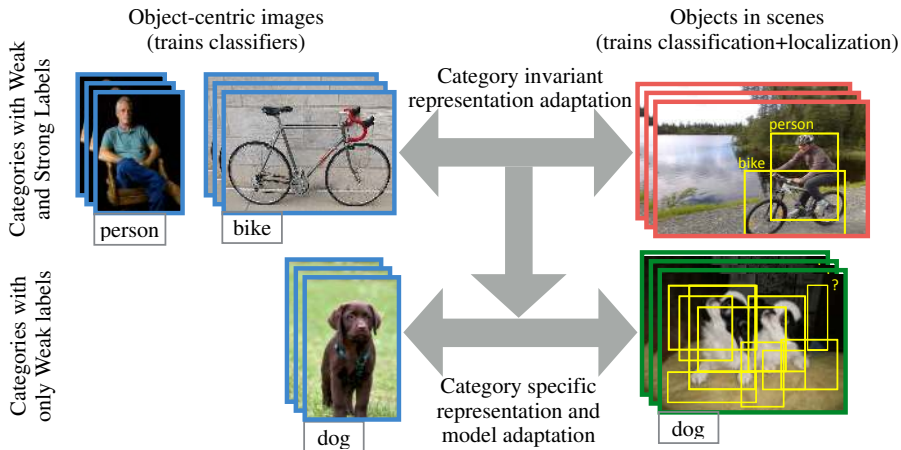 Object-centric images
(trains classifiers)
Objects in scenes
(trains classification+localization)
Categories with Weak
and Strong Labels
Category invariant
representation adaptation
person
bike
person
bike
Categories with
only Weak labels
?
Category specific
representation and
model adaptation
dog
dog